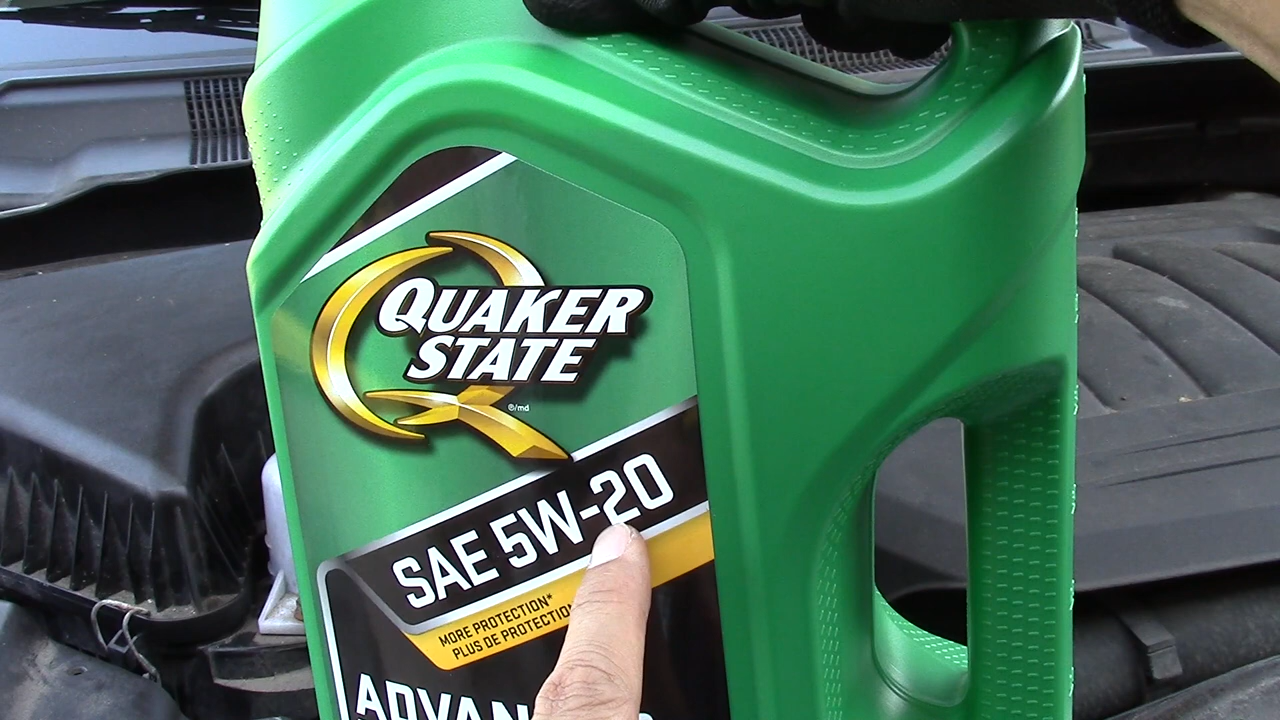 QUAKER
STATE
®/md
SAE 5W-20
MORE PROTECTION*
PLUS DE PROTECTION